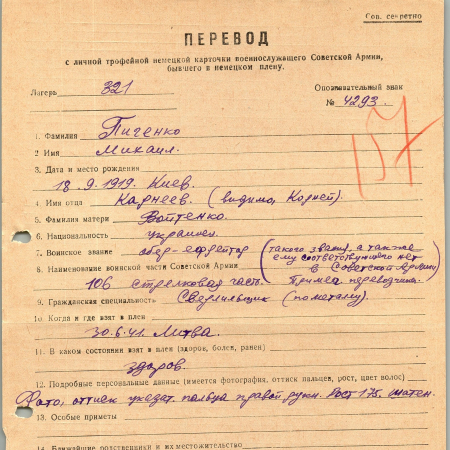 Сов. секретно
ПЕРЕВОД
с личной трофейной немецкой карточки военнослужащего Советской Армии,
бывшего в немецком плену.
Лагерь 321
Опознавательный знак
№ 4293.
157
1. Фамилия Пиченко
2 Имя Михаил.
3. Дата и место рождения
18.9.1919. Киев.
4. Имя отца Карнеев. (видимо, Корней).
5. Фамилия матери Войтенко.
6. Национальность украинец.
7. Воинское звание обер-ефрейтор (такого звания, а также
ему соответствующего нет
в Советской Армии
Примеч. переводчика.
8. Наименование воинской части Советской Армии
106 стрелковая часть.
9. Гражданская специальность Сверлильщик (по металу).
10. Когда и где взят в плен
30.6.41. Литва.
11. В каком состоянии взят в плен (здоров, болен, ранен)
здоров.
12. Подробные персональные данные (имеется фотография, оттиск пальцев, рост, цвет волос)
Фото, оттиск указат. пальца правой руки. Рост 175. шатен.
13. Особые приметы
14. Ближайшие родственники и их местожительство